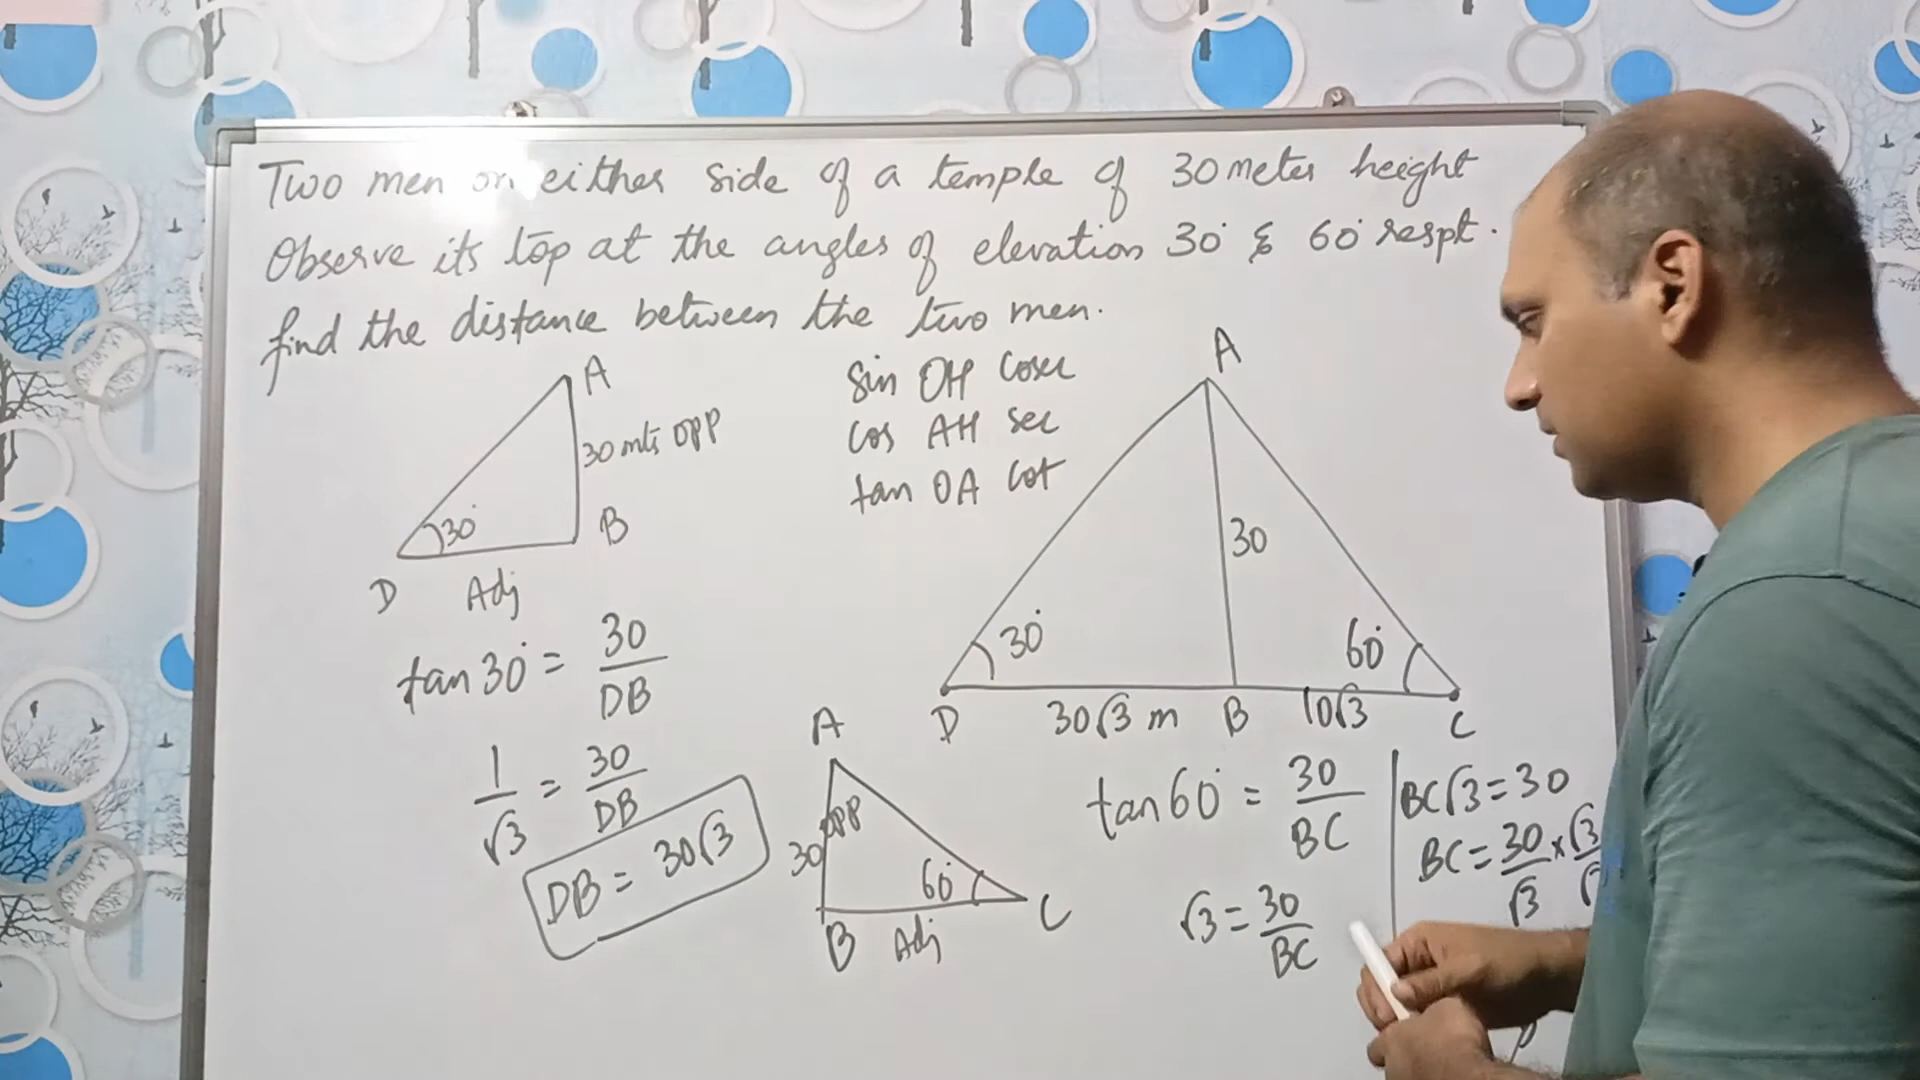 Two men on either side of a temple of 30 meter height
Observe its top at the angles of elevation 30° & 60° respt.
find the distance between the two men.
A
30 mts opp
30°
B
D
Adj
tan 30° = 30/DB
1/√3 = 30/DB
DB = 30√3
sin OH cosec
cos AH sec
tan OA cot
A
opp
30
60°
B
Adj
C
A
30
30°
60°
D
30√3 m
B
10√3
C
tan 60° = 30/BC
√3 = 30/BC
BC√3 = 30
BC = 30/√3 × √3/